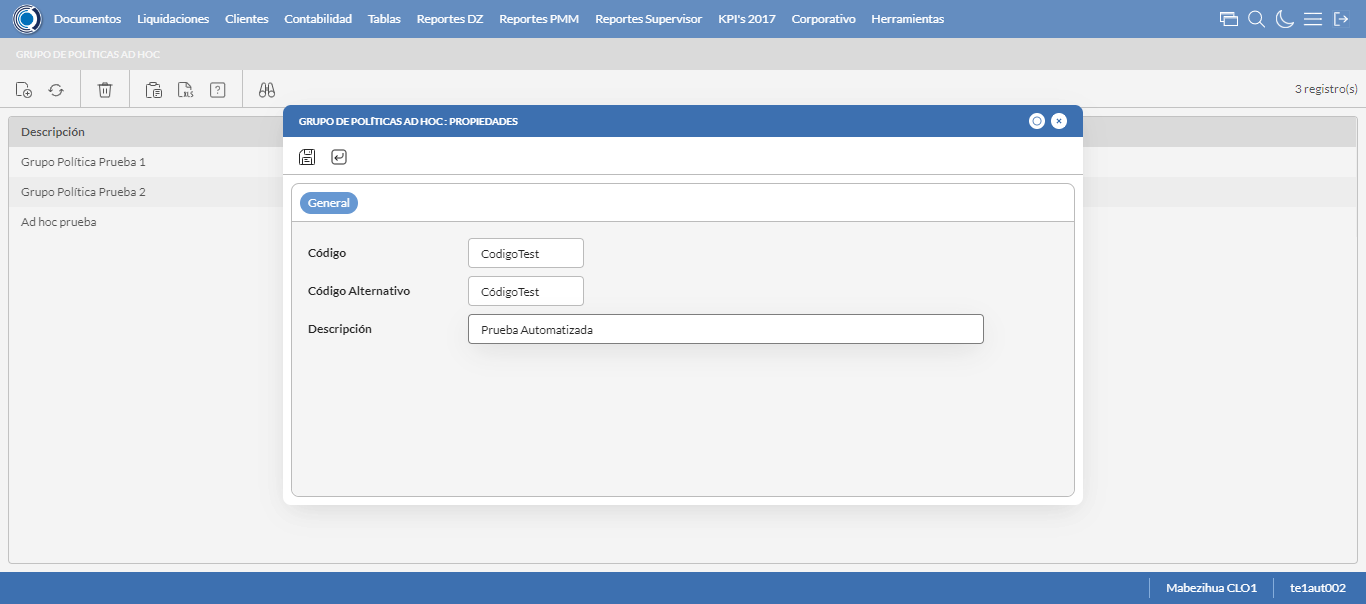 Documentos Liquidaciones Clientes Contabilidad Tablas Reportes DZ Reportes PMM Reportes Supervisor KPI's 2017 Corporativo Herramientas
GRUPO DE POLÍTICAS AD HOC
XLS ? 3 registro(s)
Descripción
Grupo Política Prueba 1
Grupo Política Prueba 2
Ad hoc prueba
GRUPO DE POLÍTICAS AD HOC : PROPIEDADES
General
Código CodigoTest
Código Alternativo CódigoTest
Descripción Prueba Automatizada
Mabezihua CLO1 te1aut002